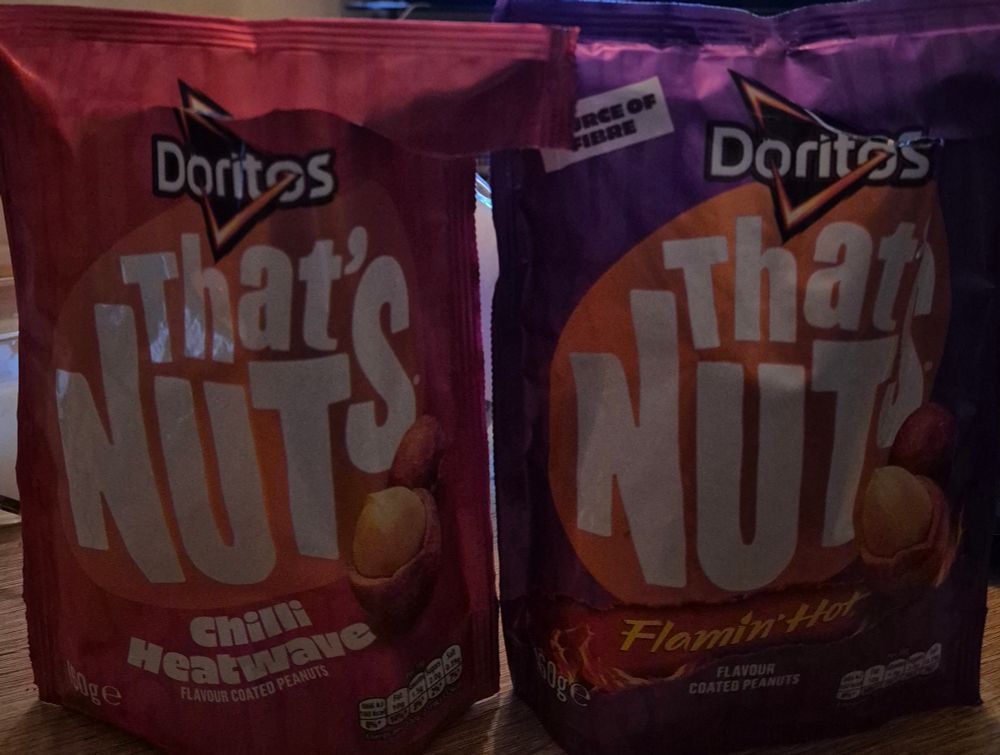 Doritos
That's
NUTS
Chilli
Heatwave
FLAVOUR COATED PEANUTS
160g e
URCE OF
FIBRE
Doritos
That's
NUTS
Flamin' Hot
FLAVOUR
COATED PEANUTS
160g e